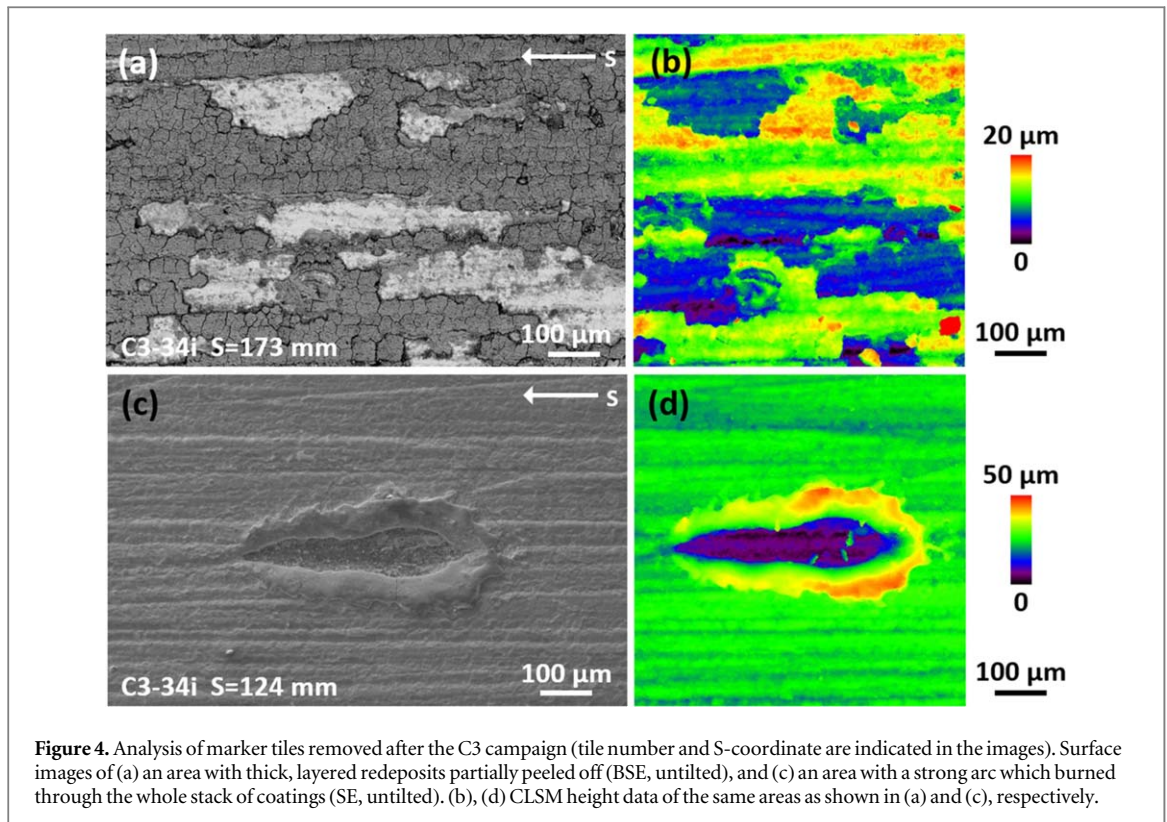 (a)
S
(b)
20 µm
0
C3-34i S=173 mm
100 µm
100 µm
(c)
S
(d)
50 µm
0
C3-34i S=124 mm
100 µm
100 µm
Figure 4. Analysis of marker tiles removed after the C3 campaign (tile number and S-coordinate are indicated in the images). Surface
images of (a) an area with thick, layered redeposits partially peeled off (BSE, untilted), and (c) an area with a strong arc which burned
through the whole stack of coatings (SE, untilted). (b), (d) CLSM height data of the same areas as shown in (a) and (c), respectively.